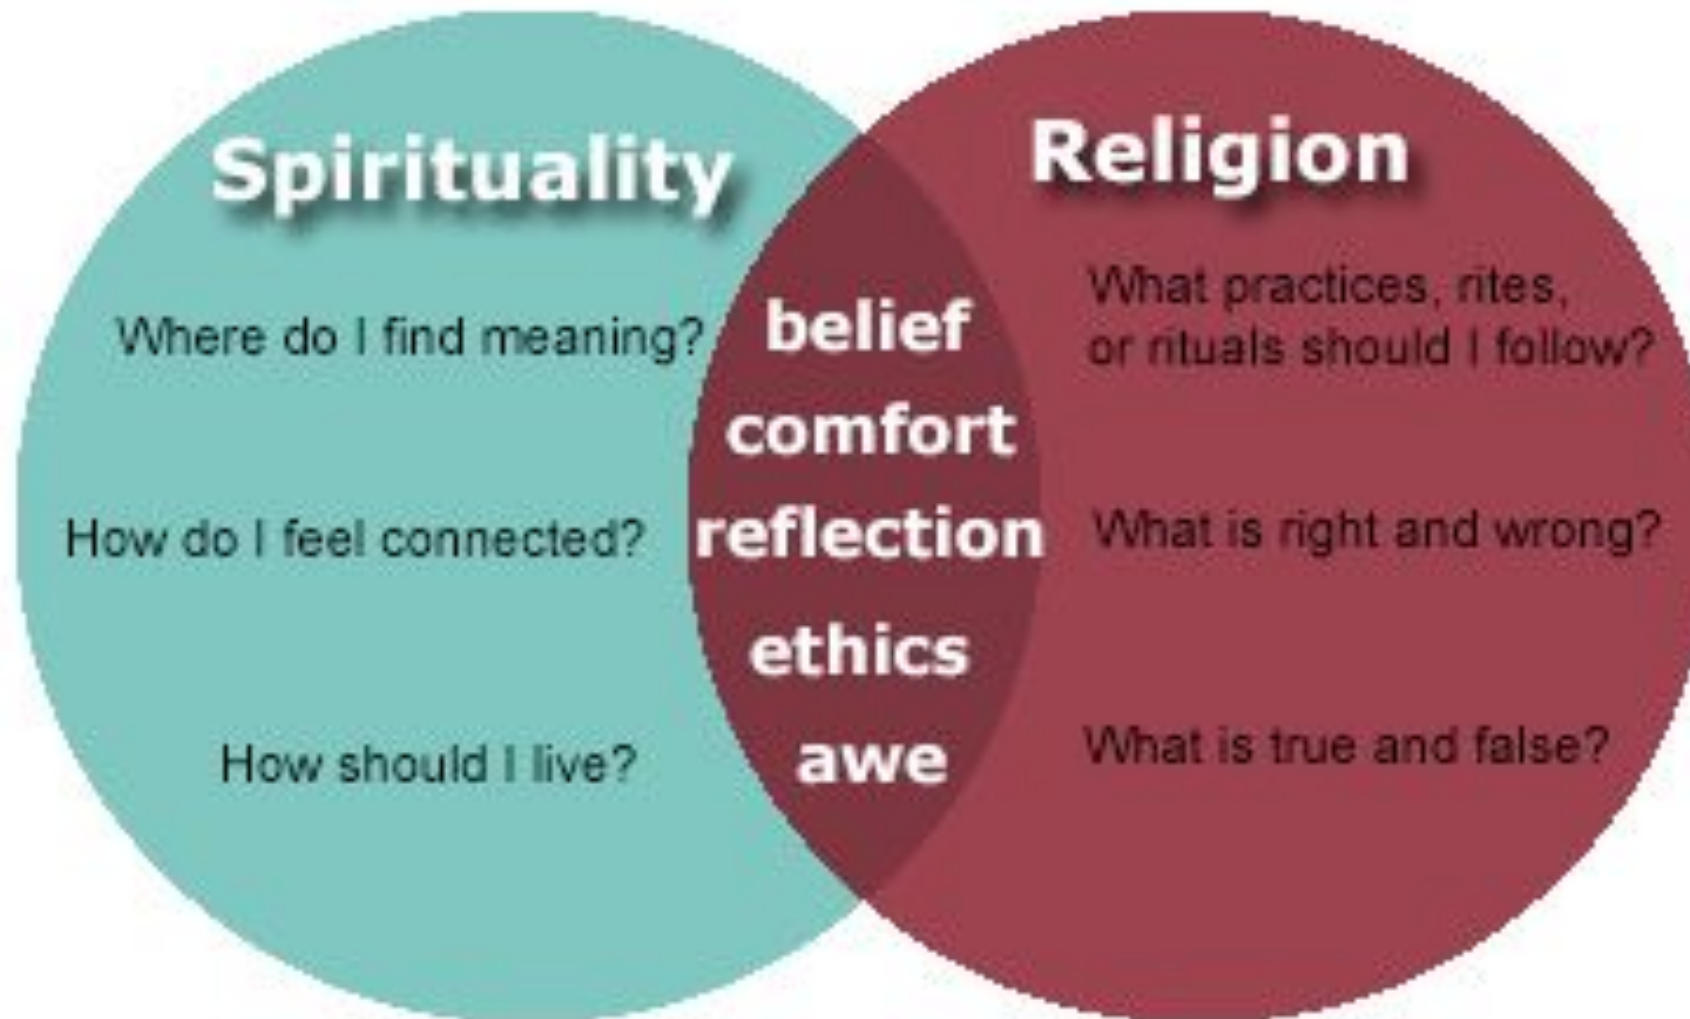 Spirituality
Where do I find meaning?
How do I feel connected?
How should I live?
belief
comfort
reflection
ethics
awe
Religion
What practices, rites,
or rituals should I follow?
What is right and wrong?
What is true and false?